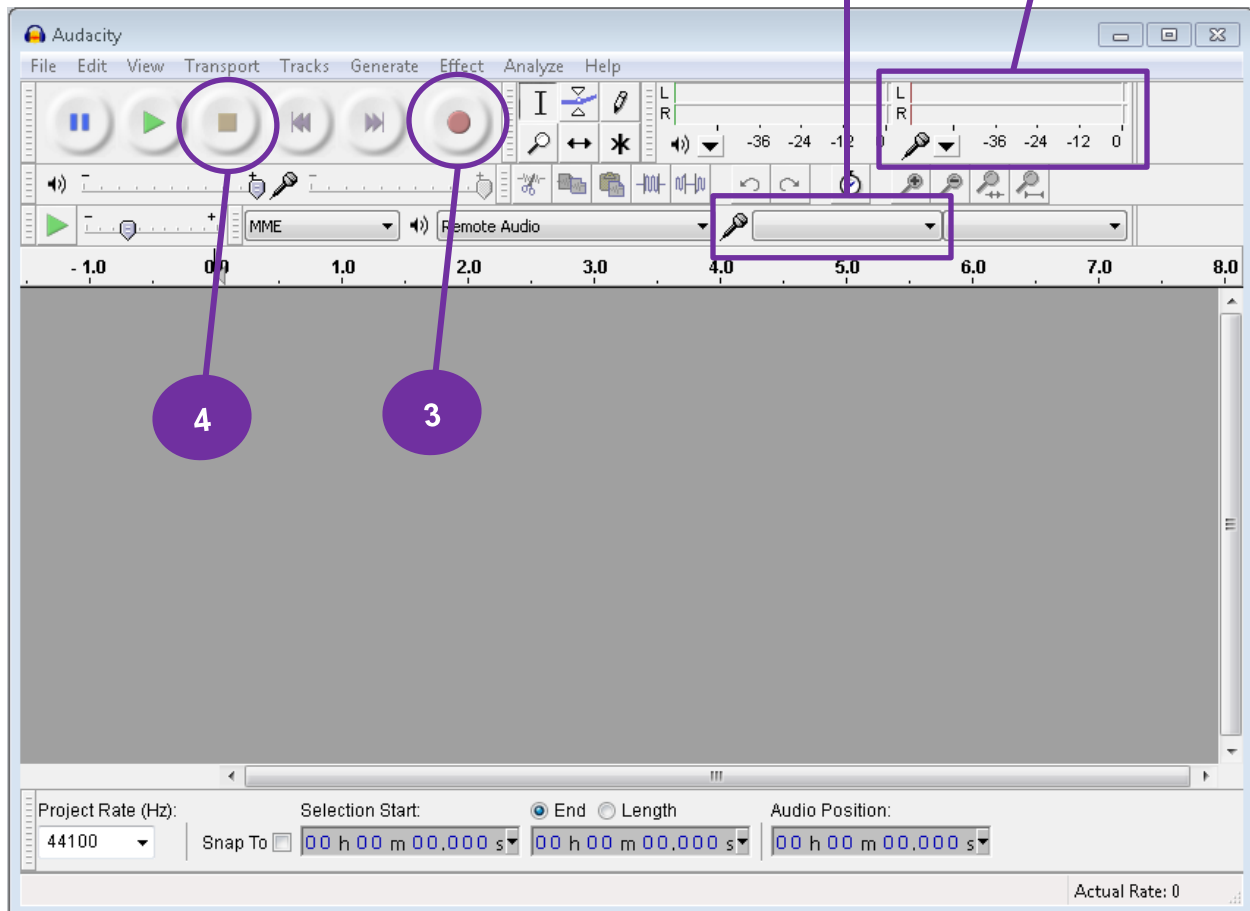 Audacity
File Edit View Transport Tracks Generate Effect Analyze Help
L
R
-36 -24 -12 0
L
R
-36 -24 -12 0
- +
MME
Remote Audio
- 1.0 0.0 1.0 2.0 3.0 4.0 5.0 6.0 7.0 8.0
4
3
Project Rate (Hz):
Selection Start:
End Length
Audio Position:
44100
Snap To
00 h 00 m 00,000 s
00 h 00 m 00,000 s
00 h 00 m 00,000 s
Actual Rate: 0